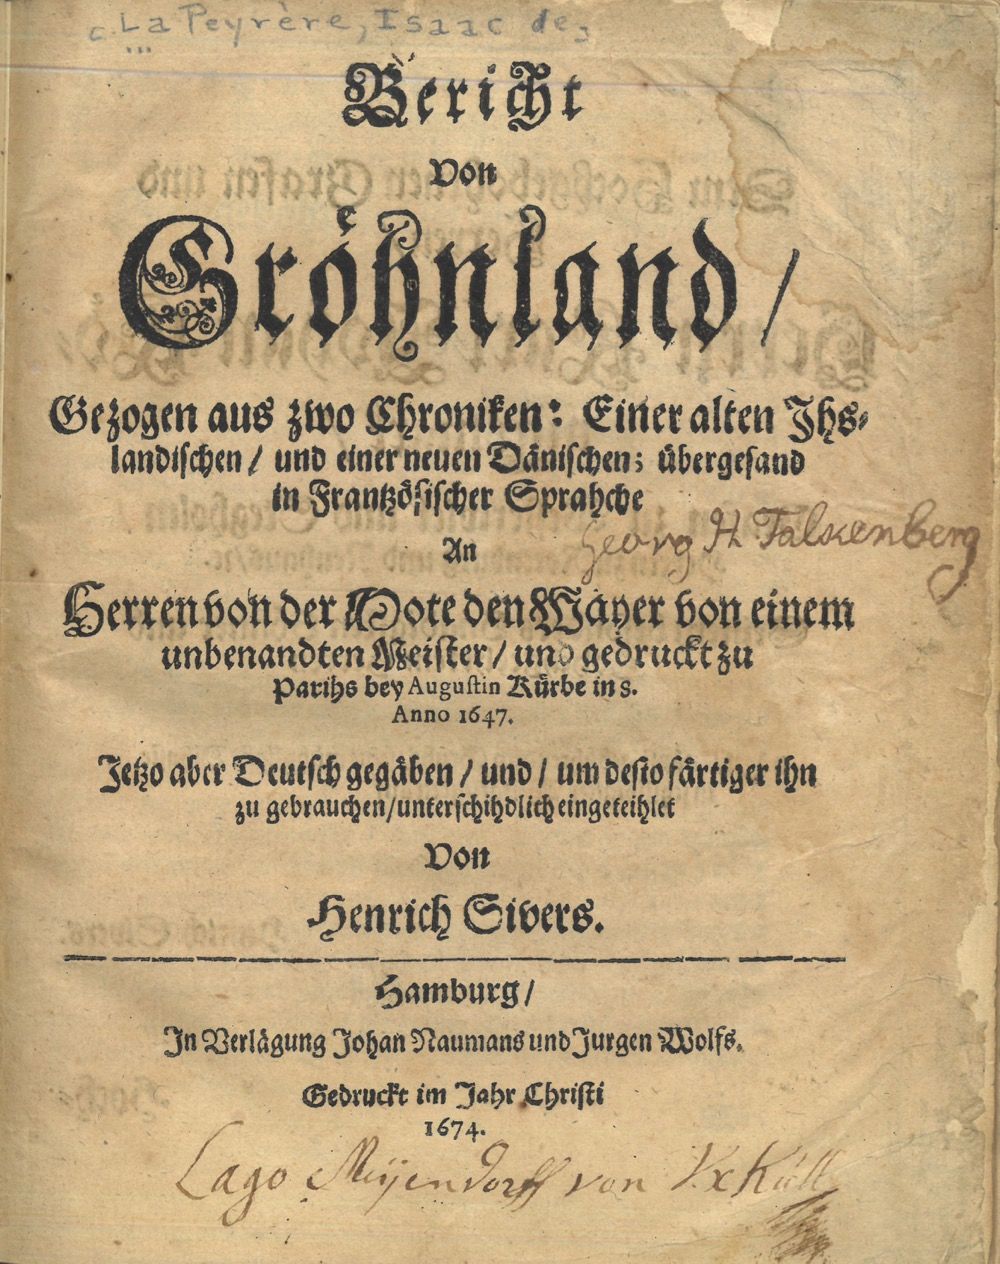 La Peyrère, Isaac de,
Bericht
Von
Gröhnland/
Gezogen aus zwo Chroniken: Einer alten Jhs-
landischen/ und einer neuen Dänischen; übergesand
in Frantzösischer Sprahche
An
Herren von der Mote den Wäyer von einem
unbenandten Meister/ und gedruckt zu
Parihs bey Augustin Kürbe in 8.
Anno 1647.
Jetzo aber Deutsch gegäben/ und/ um desto färtiger ihn
zu gebrauchen/ unterschihdlich eingeteihlet
Von
Henrich Sivers.
Hamburg/
In Verlägung Johan Naumans und Jurgen Wolfs.
Gedruckt im Jahr Christi
1674.
Georg H Falkenberg
Lago Meijendorff von